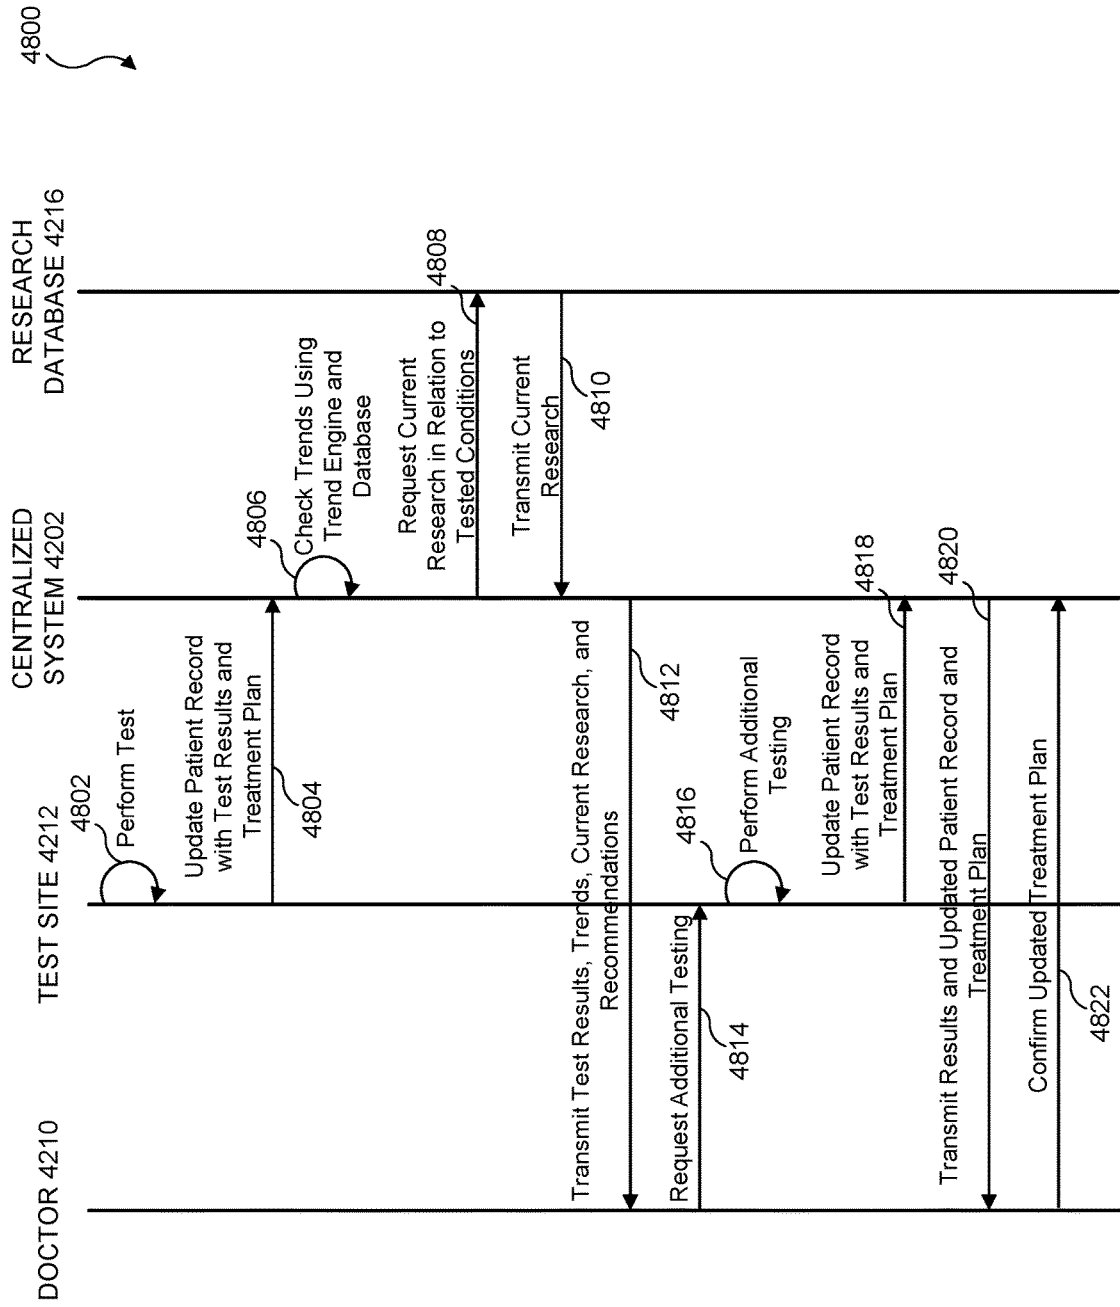 4800
DOCTOR 4210
TEST SITE 4212
CENTRALIZED
SYSTEM 4202
RESEARCH
DATABASE 4216
4802
Perform Test
Update Patient Record
with Test Results and
Treatment Plan
4804
4806
Check Trends Using
Trend Engine and
Database
Request Current
Research in Relation to
Tested Conditions
4808
Transmit Current
Research
4810
Transmit Test Results, Trends, Current Research, and
Recommendations
4812
Request Additional Testing
4814
4816
Perform Additional
Testing
Update Patient Record
with Test Results and
Treatment Plan
4818
Transmit Results and Updated Patient Record and
Treatment Plan
4820
Confirm Updated Treatment Plan
4822